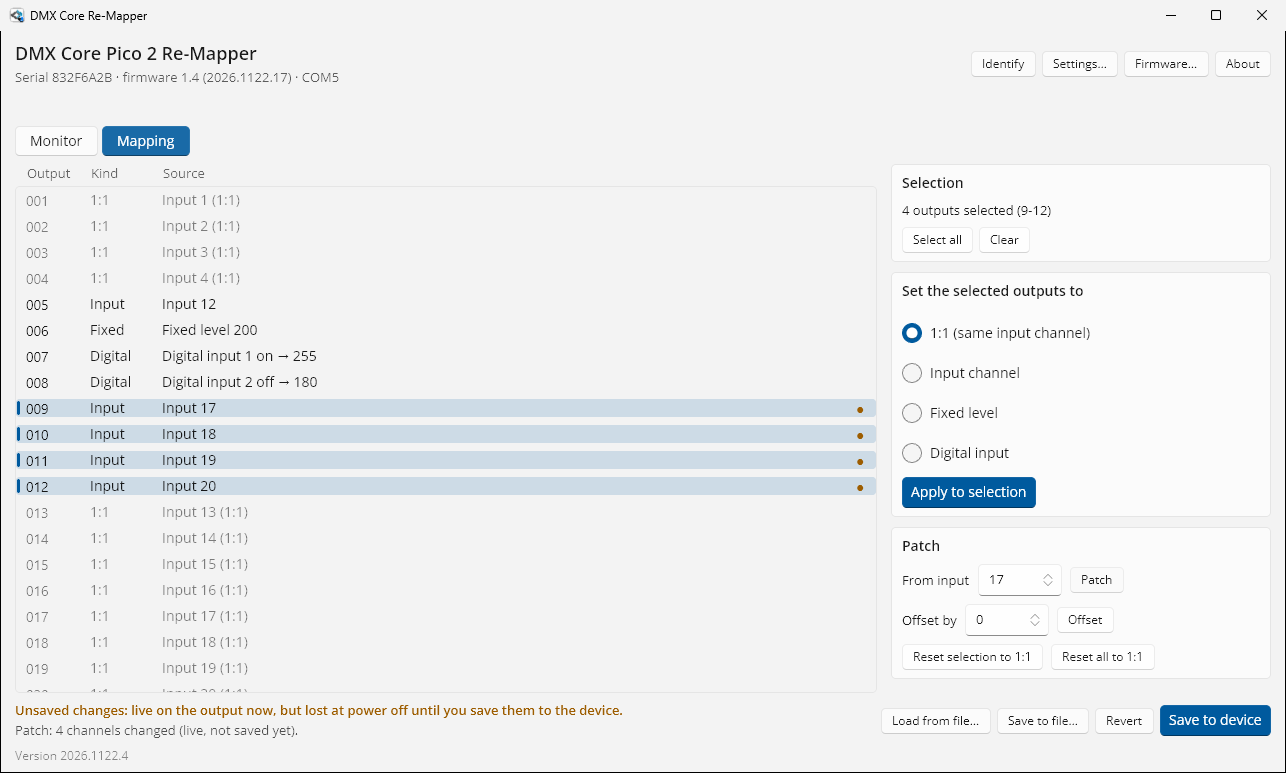 DMX Core Re-Mapper
DMX Core Pico 2 Re-Mapper
Serial 832F6A2B · firmware 1.4 (2026.1122.17) · COM5
Identify
Settings...
Firmware...
About
Monitor
Mapping
Output Kind Source
001 1:1 Input 1 (1:1)
002 1:1 Input 2 (1:1)
003 1:1 Input 3 (1:1)
004 1:1 Input 4 (1:1)
005 Input Input 12
006 Fixed Fixed level 200
007 Digital Digital input 1 on → 255
008 Digital Digital input 2 off → 180
009 Input Input 17
010 Input Input 18
011 Input Input 19
012 Input Input 20
013 1:1 Input 13 (1:1)
014 1:1 Input 14 (1:1)
015 1:1 Input 15 (1:1)
016 1:1 Input 16 (1:1)
017 1:1 Input 17 (1:1)
018 1:1 Input 18 (1:1)
019 1:1 Input 19 (1:1)
020 1:1 Input 20 (1:1)
Selection
4 outputs selected (9-12)
Select all
Clear
Set the selected outputs to
1:1 (same input channel)
Input channel
Fixed level
Digital input
Apply to selection
Patch
From input 17 Patch
Offset by 0 Offset
Reset selection to 1:1
Reset all to 1:1
Unsaved changes: live on the output now, but lost at power off until you save them to the device.
Patch: 4 channels changed (live, not saved yet).
Load from file...
Save to file...
Revert
Save to device
Version 2026.1122.4